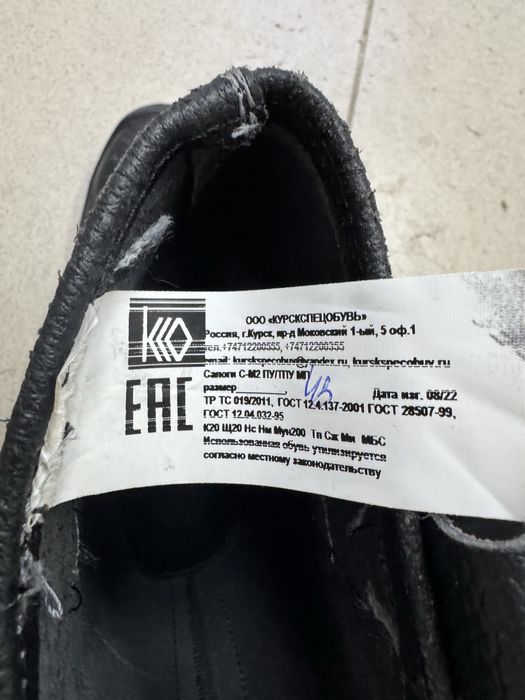 ККО
ООО «КУРСКСПЕЦОБУВЬ»
Россия, г.Курск, пр-д Моковский 1-ый, 5 оф.1
тел.+74712200555, +74712200355
email: kurskspecobuv@yandex.ru, kurskspecobuv.ru
EAC
Сапоги С-М2 ПУ/ТПУ МП
размер
Дата изг. 08/22
ТР ТС 019/2011, ГОСТ 12.4.137-2001 ГОСТ 28507-99,
ГОСТ 12.04.032-95
К20 Щ20 Нс Нм Мун200 Тп Сж Ми МБС
Использованная обувь утилизируется
согласно местному законодательству